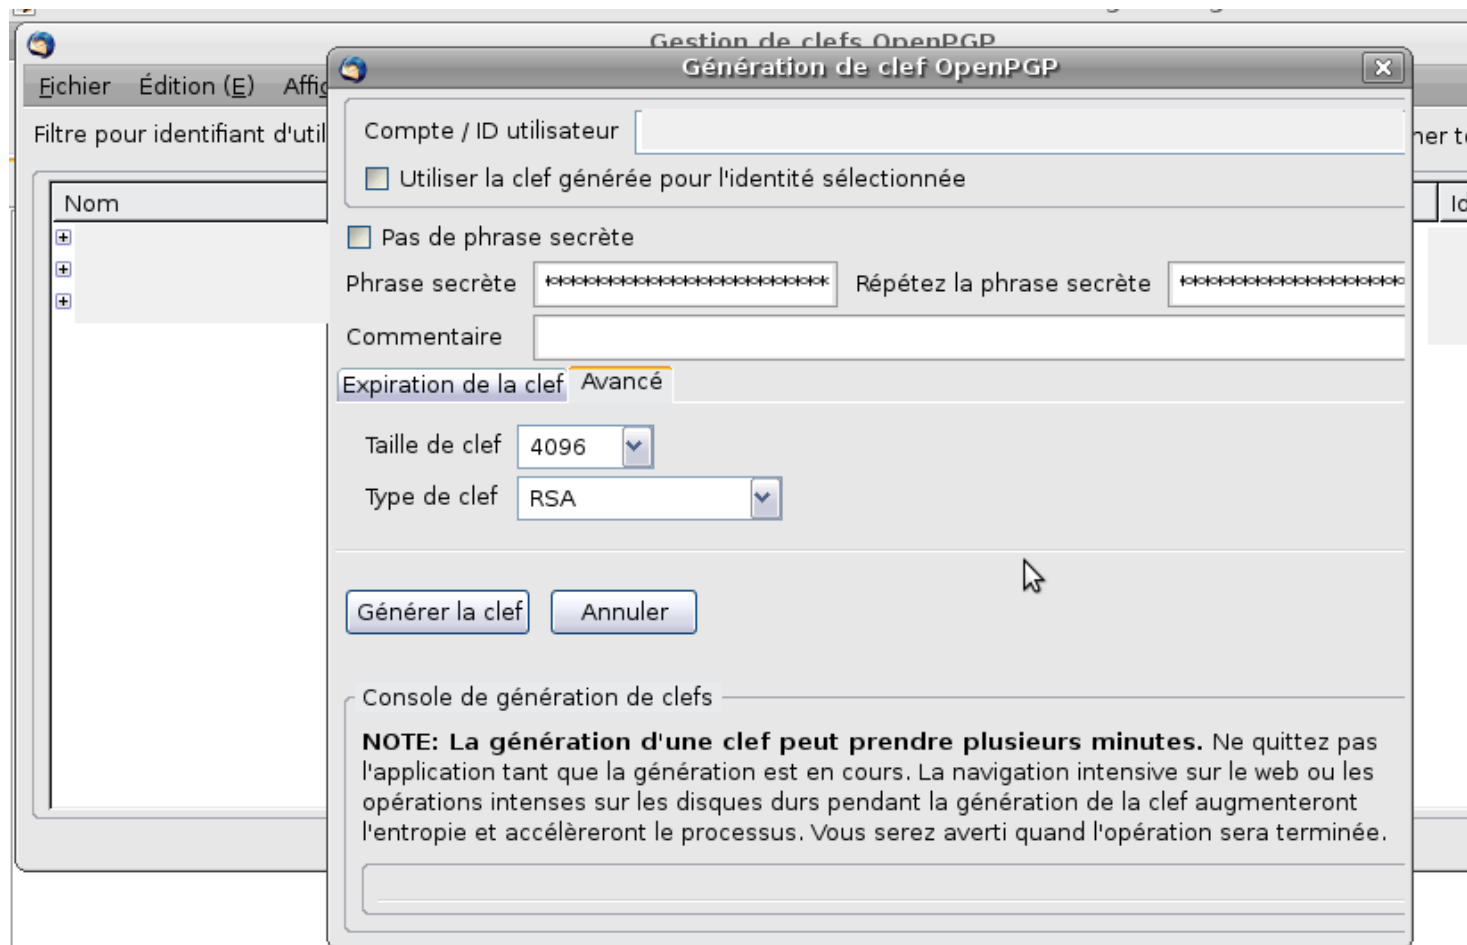 Gestion de clefs OpenPGP
Génération de clef OpenPGP
Fichier Édition (E)
Filtre pour identifiant
Compte / ID utilisateur
Utiliser la clef générée pour l'identité sélectionnée
Nom
Pas de phrase secrète
Phrase secrète ************************ Répétez la phrase secrète
Commentaire
Expiration de la clef Avancé
Taille de clef 4096
Type de clef RSA
Générer la clef Annuler
Console de génération de clefs
NOTE: La génération d'une clef peut prendre plusieurs minutes. Ne quittez pas
l'application tant que la génération est en cours. La navigation intensive sur le web ou les
opérations intenses sur les disques durs pendant la génération de la clef augmenteront
l'entropie et accélèreront le processus. Vous serez averti quand l'opération sera terminée.